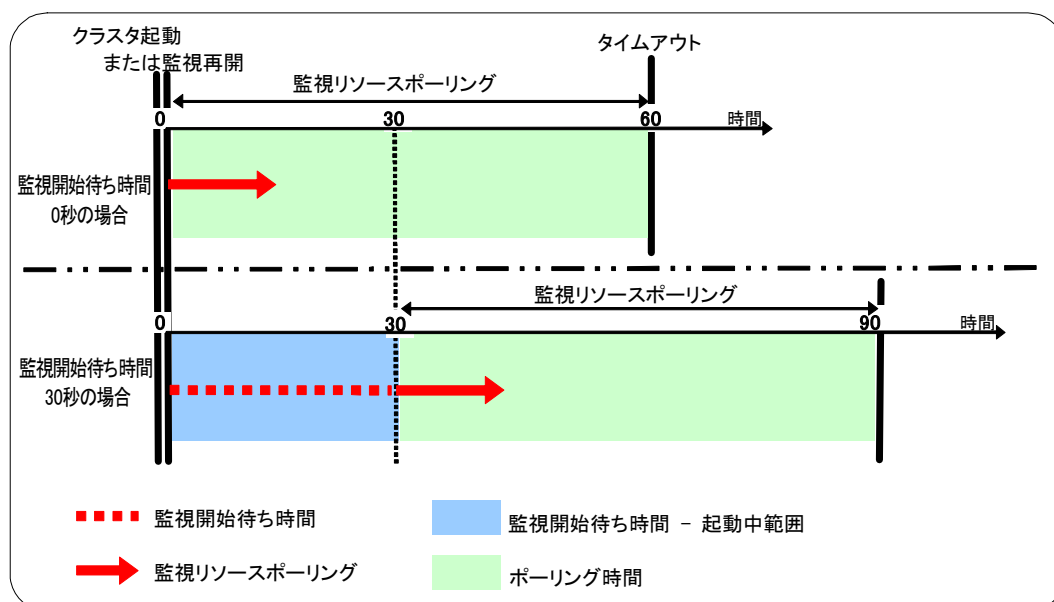 クラスタ起動
または監視再開
タイムアウト
監視リソースポーリング
0
30
60
時間
監視開始待ち時間
0秒の場合
監視リソースポーリング
0
30
90
時間
監視開始待ち時間
30秒の場合
監視開始待ち時間
監視開始待ち時間 － 起動中範囲
監視リソースポーリング
ポーリング時間